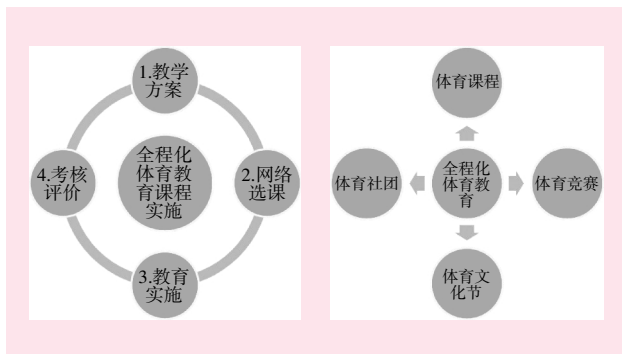 1.教学
方案
全程化
体育教
育课程
实施
4.考核
评价
2.网络
选课
3.教育
实施
体育课程
体育社团
全程化
体育教
育
体育竞赛
体育文
化节